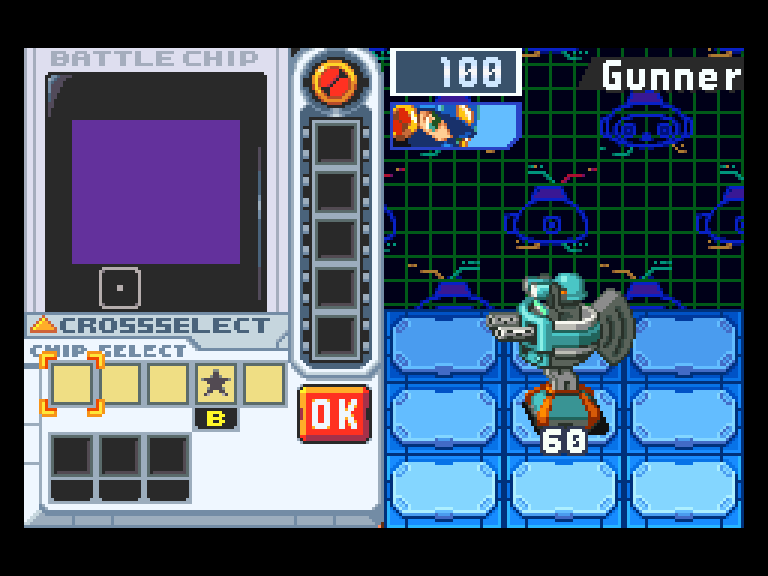 BATTLE CHIP
100
Gunner
CROSSSELECT
CHIP SELECT
OK
B
60